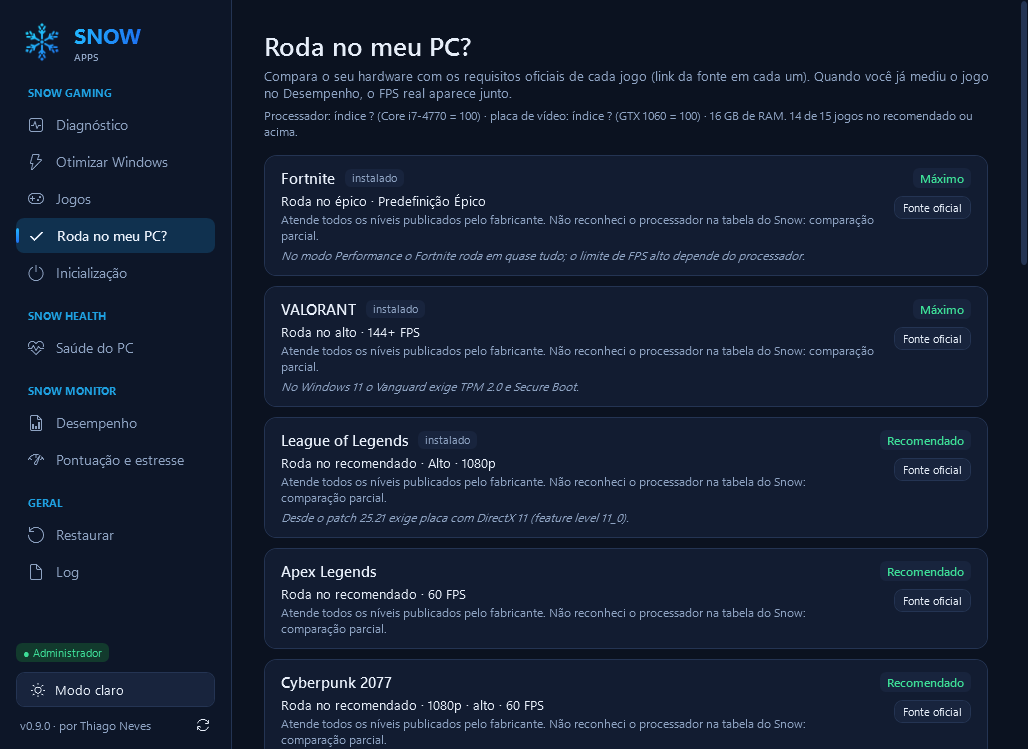 SNOW
APPS
SNOW GAMING
Diagnóstico
Otimizar Windows
Jogos
Roda no meu PC?
Inicialização
SNOW HEALTH
Saúde do PC
SNOW MONITOR
Desempenho
Pontuação e estresse
GERAL
Restaurar
Log
Administrador
Modo claro
v0.9.0 · por Thiago Neves
Roda no meu PC?
Compara o seu hardware com os requisitos oficiais de cada jogo (link da fonte em cada um). Quando você já mediu o jogo
no Desempenho, o FPS real aparece junto.
Processador: índice ? (Core i7-4770 = 100) · placa de vídeo: índice ? (GTX 1060 = 100) · 16 GB de RAM. 14 de 15 jogos no recomendado ou
acima.
Fortnite instalado Máximo
Roda no épico · Predefinição Épico Fonte oficial
Atende todos os níveis publicados pelo fabricante. Não reconheci o processador na tabela do Snow: comparação
parcial.
No modo Performance o Fortnite roda em quase tudo; o limite de FPS alto depende do processador.
VALORANT instalado Máximo
Roda no alto · 144+ FPS Fonte oficial
Atende todos os níveis publicados pelo fabricante. Não reconheci o processador na tabela do Snow: comparação
parcial.
No Windows 11 o Vanguard exige TPM 2.0 e Secure Boot.
League of Legends instalado Recomendado
Roda no recomendado · Alto · 1080p Fonte oficial
Atende todos os níveis publicados pelo fabricante. Não reconheci o processador na tabela do Snow:
comparação parcial.
Desde o patch 25.21 exige placa com DirectX 11 (feature level 11_0).
Apex Legends Recomendado
Roda no recomendado · 60 FPS Fonte oficial
Atende todos os níveis publicados pelo fabricante. Não reconheci o processador na tabela do Snow:
comparação parcial.
Cyberpunk 2077 Recomendado
Roda no recomendado · 1080p · alto · 60 FPS Fonte oficial
Atende todos os níveis publicados pelo fabricante. Não reconheci o processador na tabela do Snow:
comparação parcial.